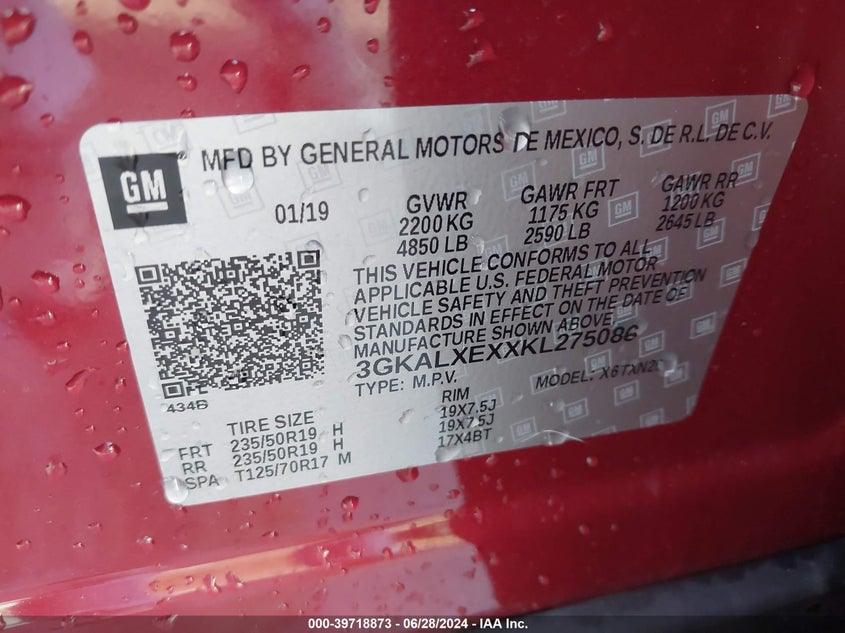 GM
MFD BY GENERAL MOTORS DE MEXICO, S. DE R.L. DE C.V.
01/19
GVWR GAWR FRT GAWR RR
2200 KG 1175 KG 1200 KG
4850 LB 2590 LB 2645 LB
THIS VEHICLE CONFORMS TO ALL
APPLICABLE U.S. FEDERAL MOTOR
VEHICLE SAFETY AND THEFT PREVENTION
STANDARDS IN EFFECT ON THE DATE OF
MANUFACTURE SHOWN ABOVE.
3GKALXEXXKL275086
TYPE: M.P.V. MODEL:
434B
TIRE SIZE RIM
FRT 235/50R19 H 19X7.5J
RR 235/50R19 H 19X7.5J
SPA T125/70R17 M 17X4BT
000-39718873 - 06/28/2024 - IAA Inc.